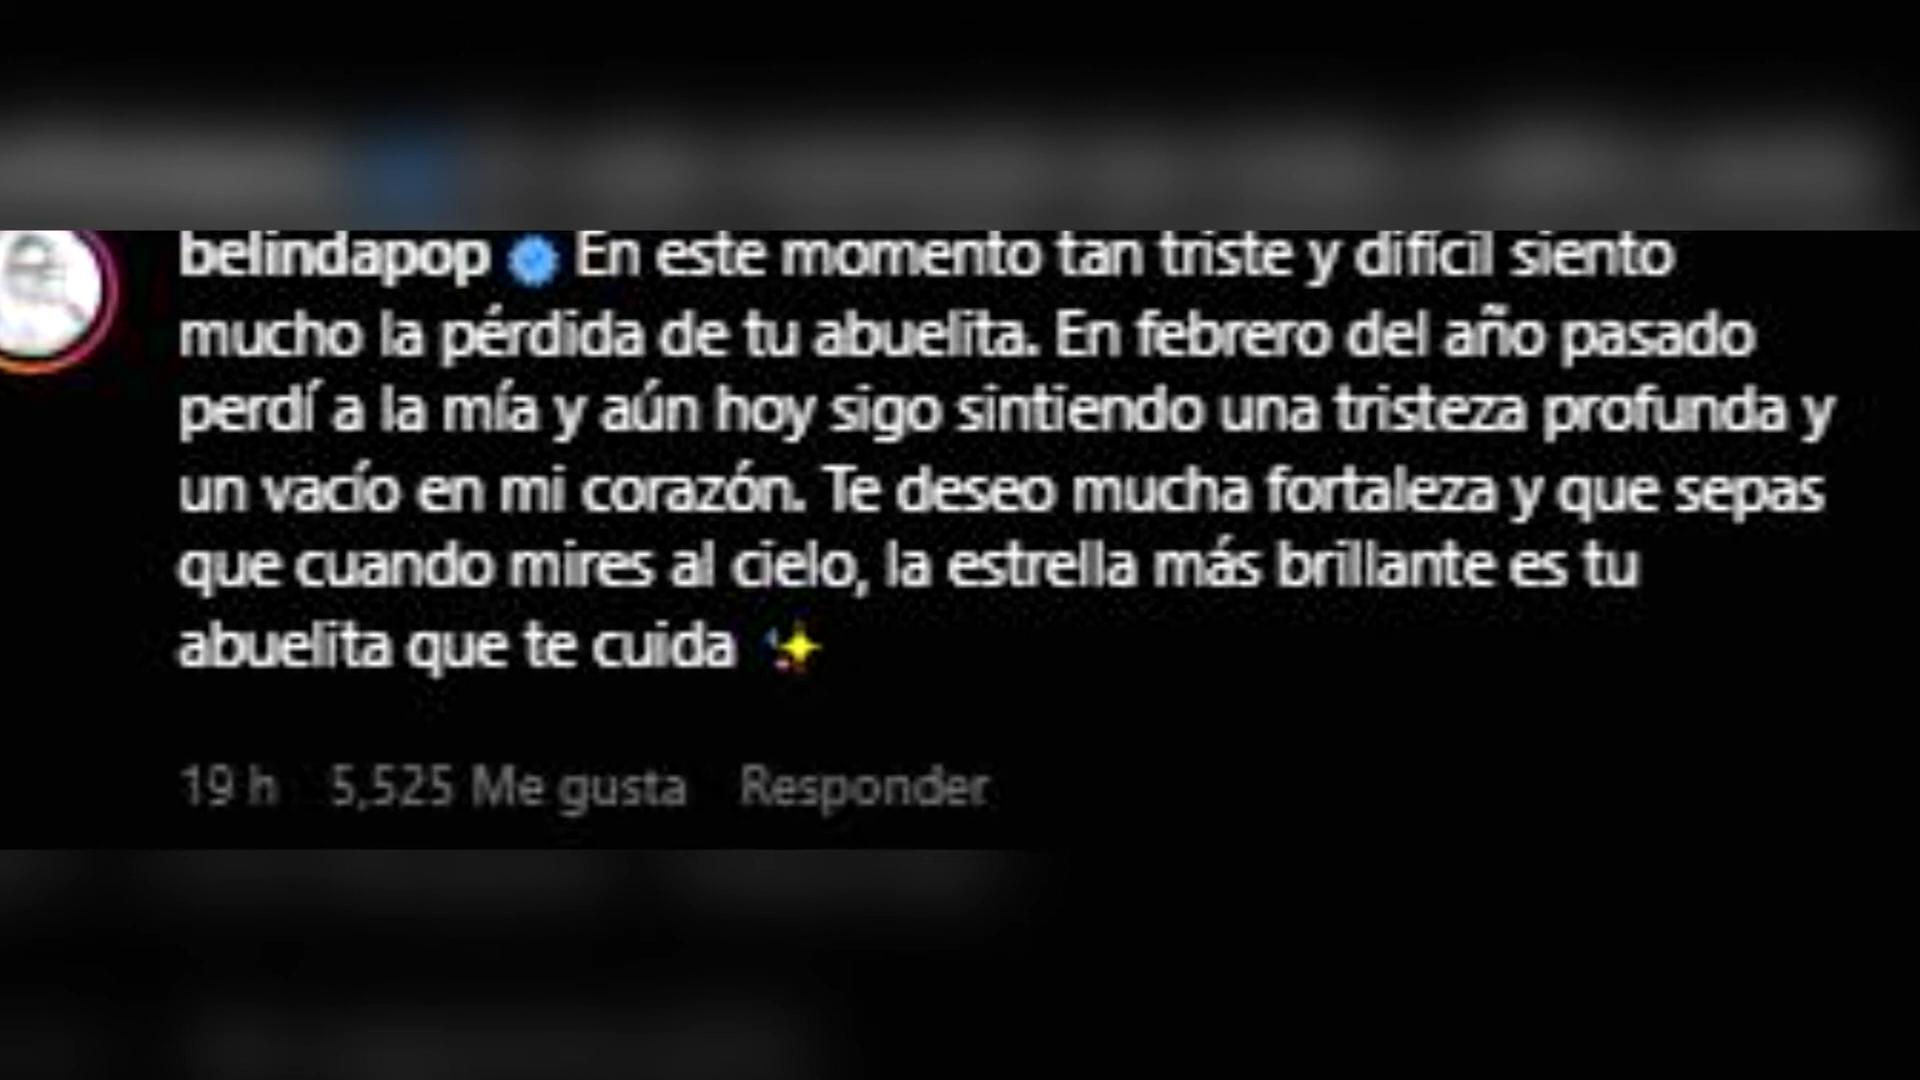 belindapop En este momento tan triste y difícil siento
mucho la pérdida de tu abuelita. En febrero del año pasado
perdí a la mía y aún hoy sigo sintiendo una tristeza profunda y
un vacío en mi corazón. Te deseo mucha fortaleza y que sepas
que cuando mires al cielo, la estrella más brillante es tu
abuelita que te cuida ✨
19 h 5,525 Me gusta Responder